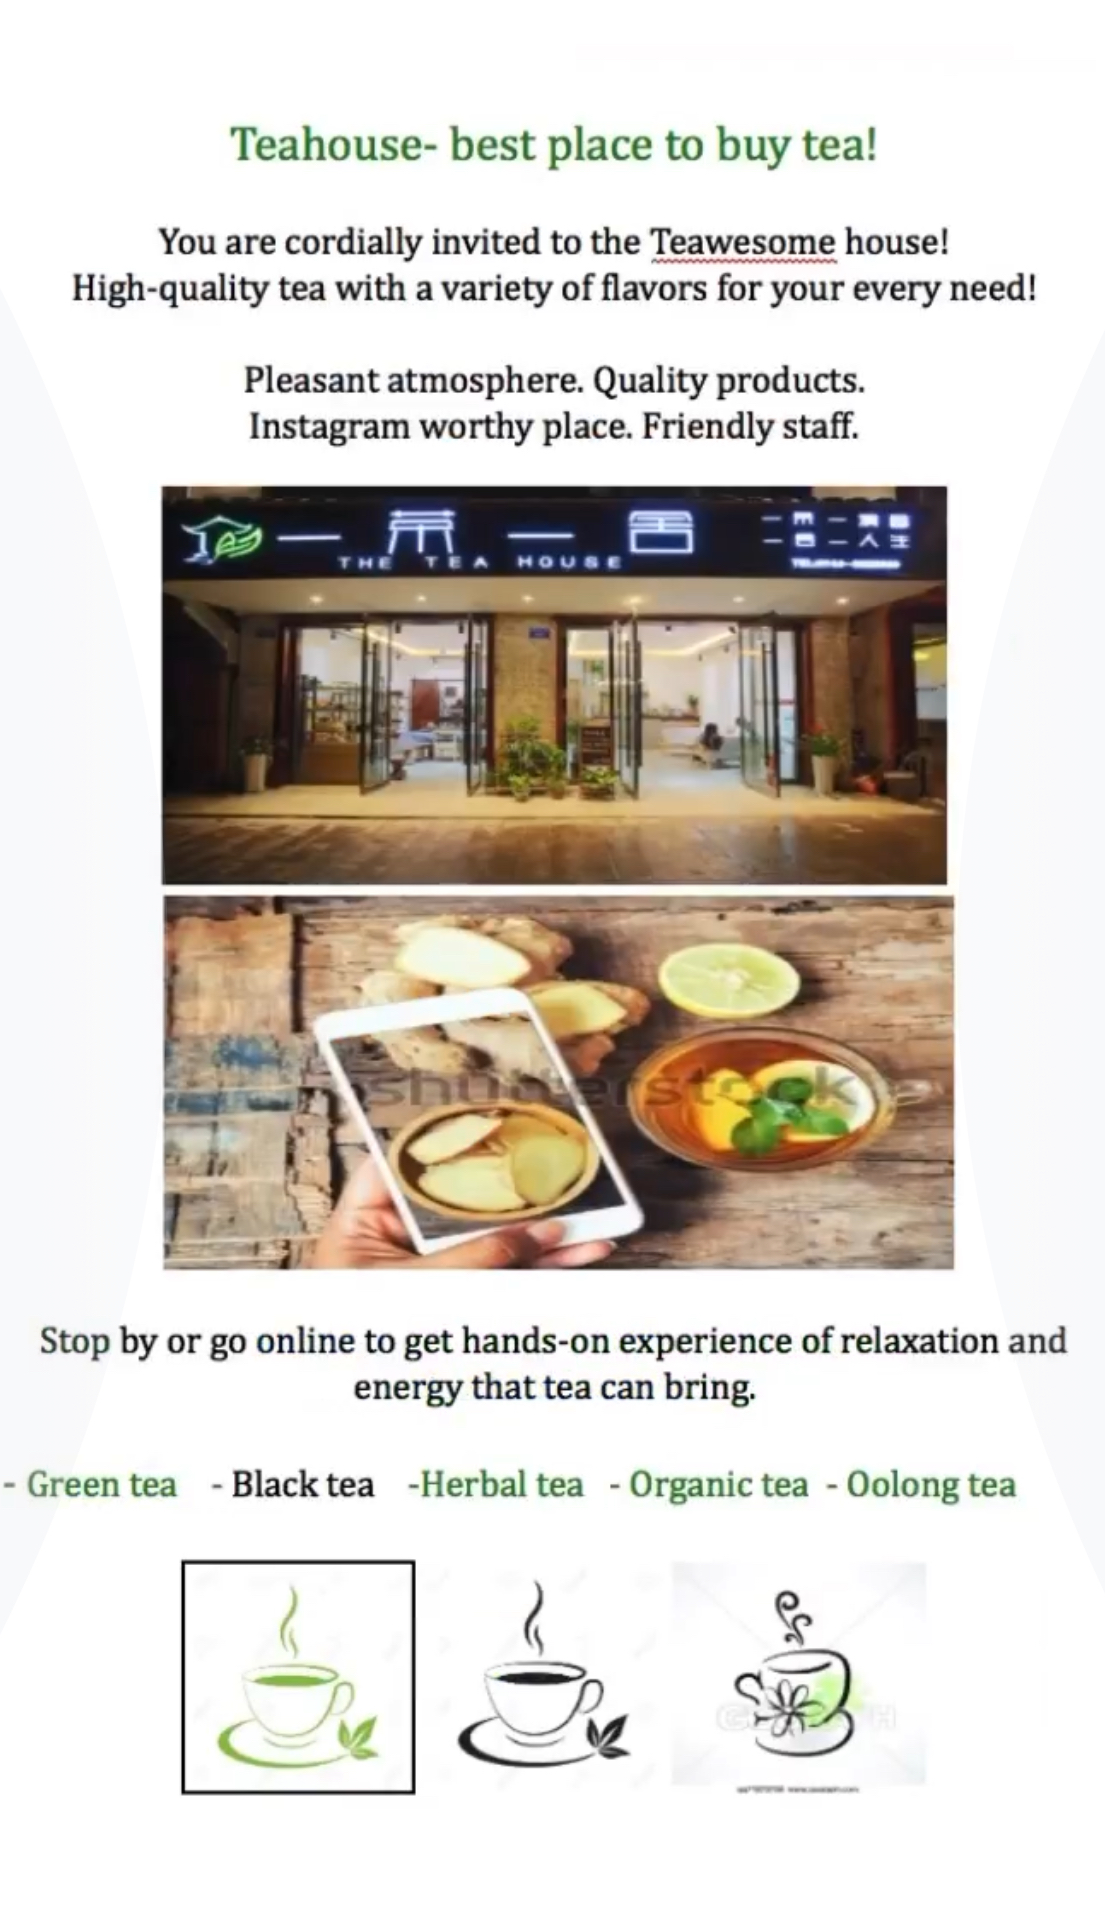 Teahouse- best place to buy tea!
You are cordially invited to the Teawesome house!
High-quality tea with a variety of flavors for your every need!
Pleasant atmosphere. Quality products.
Instagram worthy place. Friendly staff.
Tea
THE TEA HOUSE
shutterstock
Stop by or go online to get hands-on experience of relaxation and
energy that tea can bring.
- Green tea - Black tea -Herbal tea - Organic tea - Oolong tea